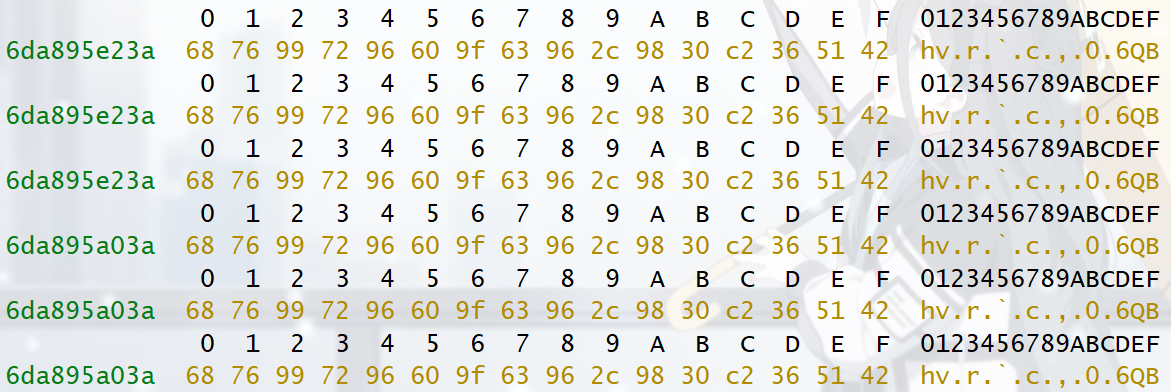 0 1 2 3 4 5 6 7 8 9 A B C D E F 0123456789ABCDEF
6da895e23a 68 76 99 72 96 60 9f 63 96 2c 98 30 c2 36 51 42 hv.r.`.c.,.0.6QB
0 1 2 3 4 5 6 7 8 9 A B C D E F 0123456789ABCDEF
6da895e23a 68 76 99 72 96 60 9f 63 96 2c 98 30 c2 36 51 42 hv.r.`.c.,.0.6QB
0 1 2 3 4 5 6 7 8 9 A B C D E F 0123456789ABCDEF
6da895e23a 68 76 99 72 96 60 9f 63 96 2c 98 30 c2 36 51 42 hv.r.`.c.,.0.6QB
0 1 2 3 4 5 6 7 8 9 A B C D E F 0123456789ABCDEF
6da895a03a 68 76 99 72 96 60 9f 63 96 2c 98 30 c2 36 51 42 hv.r.`.c.,.0.6QB
0 1 2 3 4 5 6 7 8 9 A B C D E F 0123456789ABCDEF
6da895a03a 68 76 99 72 96 60 9f 63 96 2c 98 30 c2 36 51 42 hv.r.`.c.,.0.6QB
0 1 2 3 4 5 6 7 8 9 A B C D E F 0123456789ABCDEF
6da895a03a 68 76 99 72 96 60 9f 63 96 2c 98 30 c2 36 51 42 hv.r.`.c.,.0.6QB